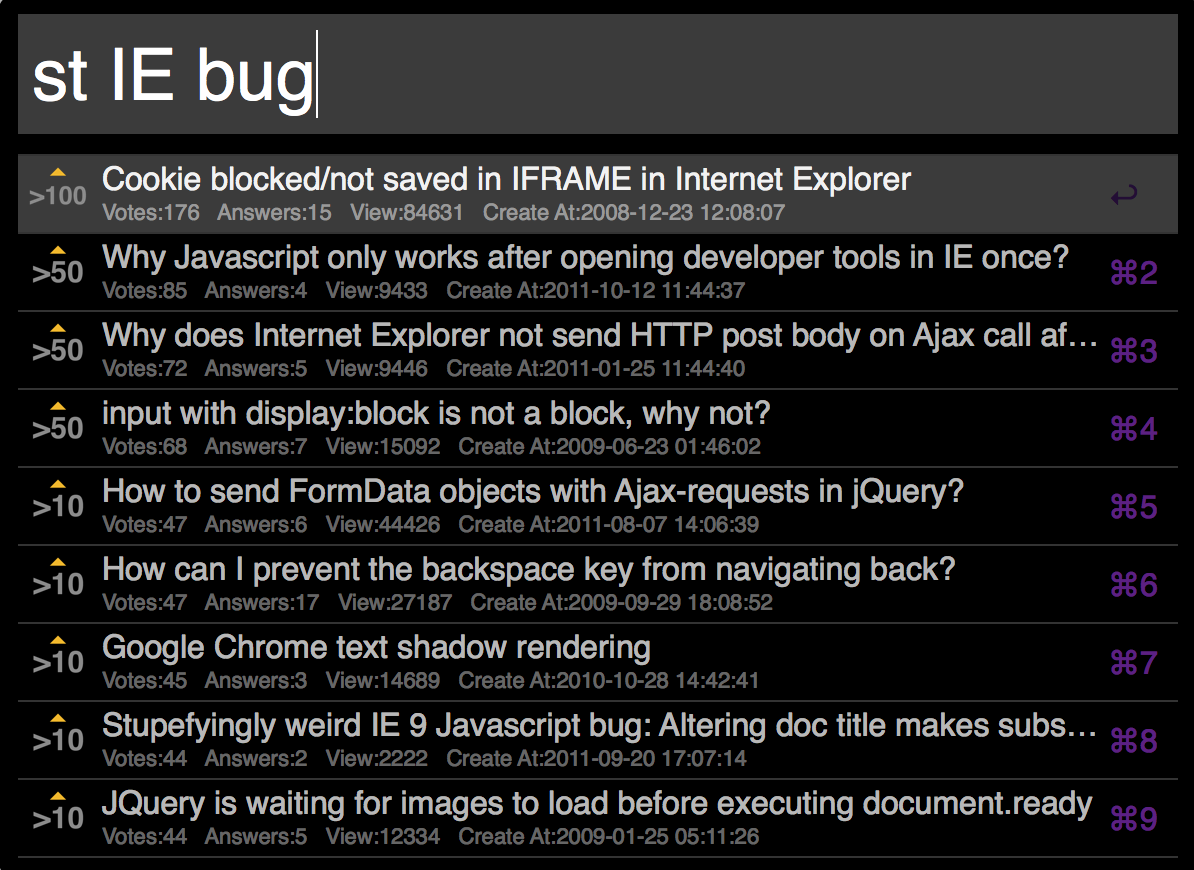 st IE bug
>100 Cookie blocked/not saved in IFRAME in Internet Explorer ↩
Votes:176 Answers:15 View:84631 Create At:2008-12-23 12:08:07
>50 Why Javascript only works after opening developer tools in IE once? ⌘2
Votes:85 Answers:4 View:9433 Create At:2011-10-12 11:44:37
>50 Why does Internet Explorer not send HTTP post body on Ajax call af... ⌘3
Votes:72 Answers:5 View:9446 Create At:2011-01-25 11:44:40
>50 input with display:block is not a block, why not? ⌘4
Votes:68 Answers:7 View:15092 Create At:2009-06-23 01:46:02
>10 How to send FormData objects with Ajax-requests in jQuery? ⌘5
Votes:47 Answers:6 View:44426 Create At:2011-08-07 14:06:39
>10 How can I prevent the backspace key from navigating back? ⌘6
Votes:47 Answers:17 View:27187 Create At:2009-09-29 18:08:52
>10 Google Chrome text shadow rendering ⌘7
Votes:45 Answers:3 View:14689 Create At:2010-10-28 14:42:41
>10 Stupefyingly weird IE 9 Javascript bug: Altering doc title makes subs... ⌘8
Votes:44 Answers:2 View:2222 Create At:2011-09-20 17:07:14
>10 JQuery is waiting for images to load before executing document.ready ⌘9
Votes:44 Answers:5 View:12334 Create At:2009-01-25 05:11:26